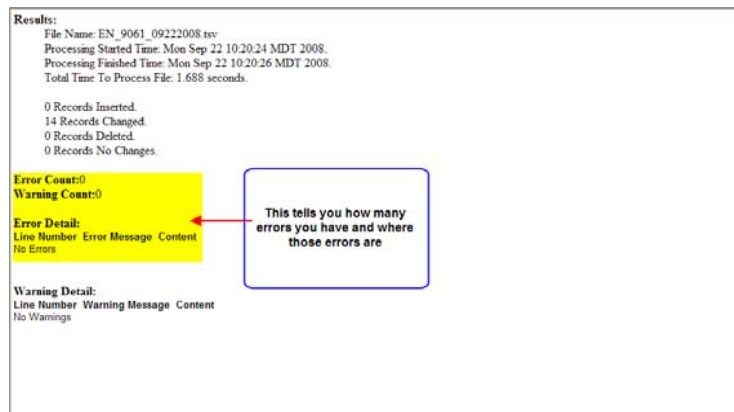 Results:
File Name: EN_9061_09222008.tsv
Processing Started Time: Mon Sep 22 10:20:24 MDT 2008.
Processing Finished Time: Mon Sep 22 10:20:26 MDT 2008.
Total Time To Process File: 1.688 seconds.
0 Records Inserted.
14 Records Changed.
0 Records Deleted.
0 Records No Changes.
Error Count:0
Warning Count:0
Error Detail:
Line Number Error Message Content
No Errors
This tells you how many
errors you have and where
those errors are
Warning Detail:
Line Number Warning Message Content
No Warnings